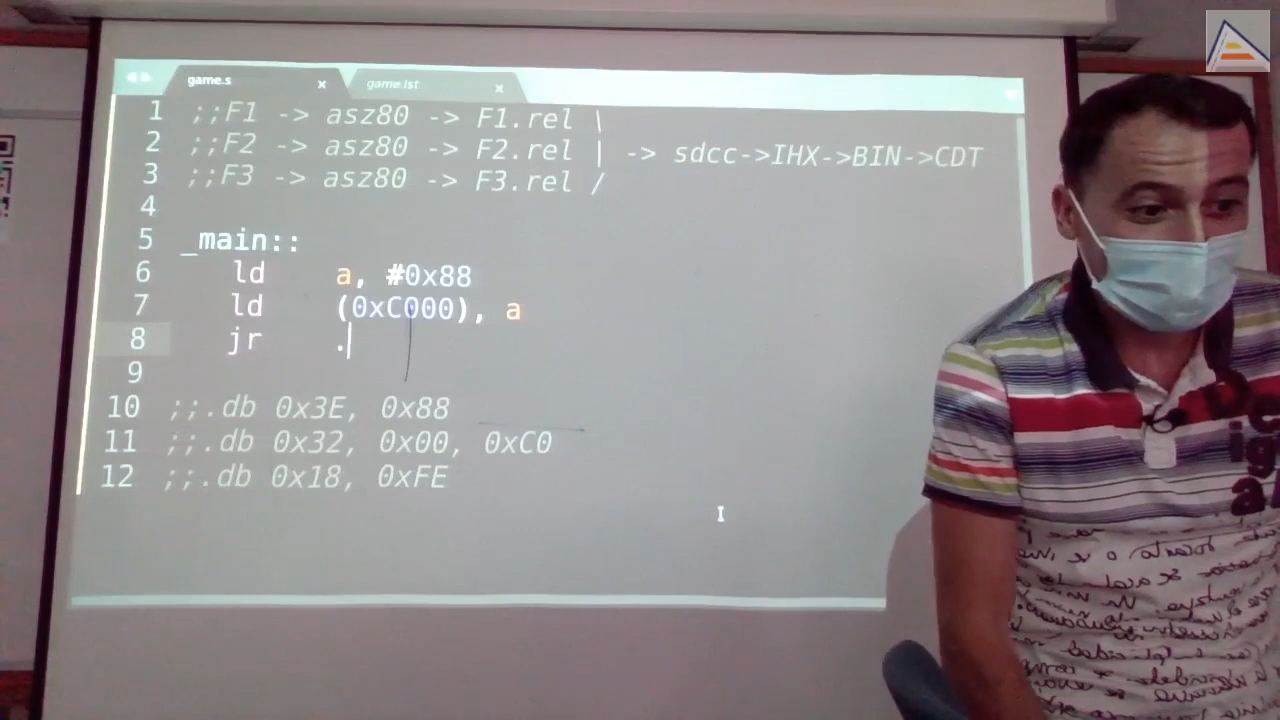 game.s x game.lst x
1 ;;F1 -> asz80 -> F1.rel \
2 ;;F2 -> asz80 -> F2.rel | -> sdcc->IHX->BIN->CDT
3 ;;F3 -> asz80 -> F3.rel /
4
5 _main::
6 ld a, #0x88
7 ld (0xC000), a
8 jr .
9
10 ;;.db 0x3E, 0x88
11 ;;.db 0x32, 0x00, 0xC0
12 ;;.db 0x18, 0xFE